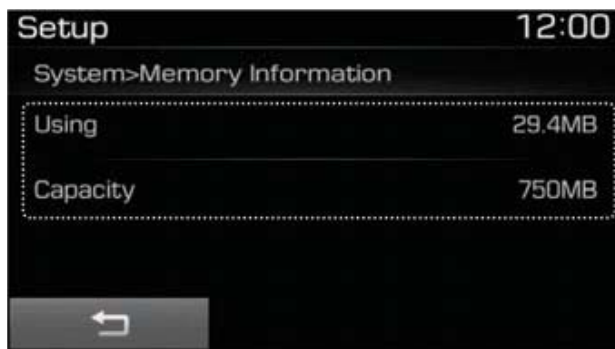 Setup 12:00
System>Memory Information
Using 29.4MB
Capacity 750MB